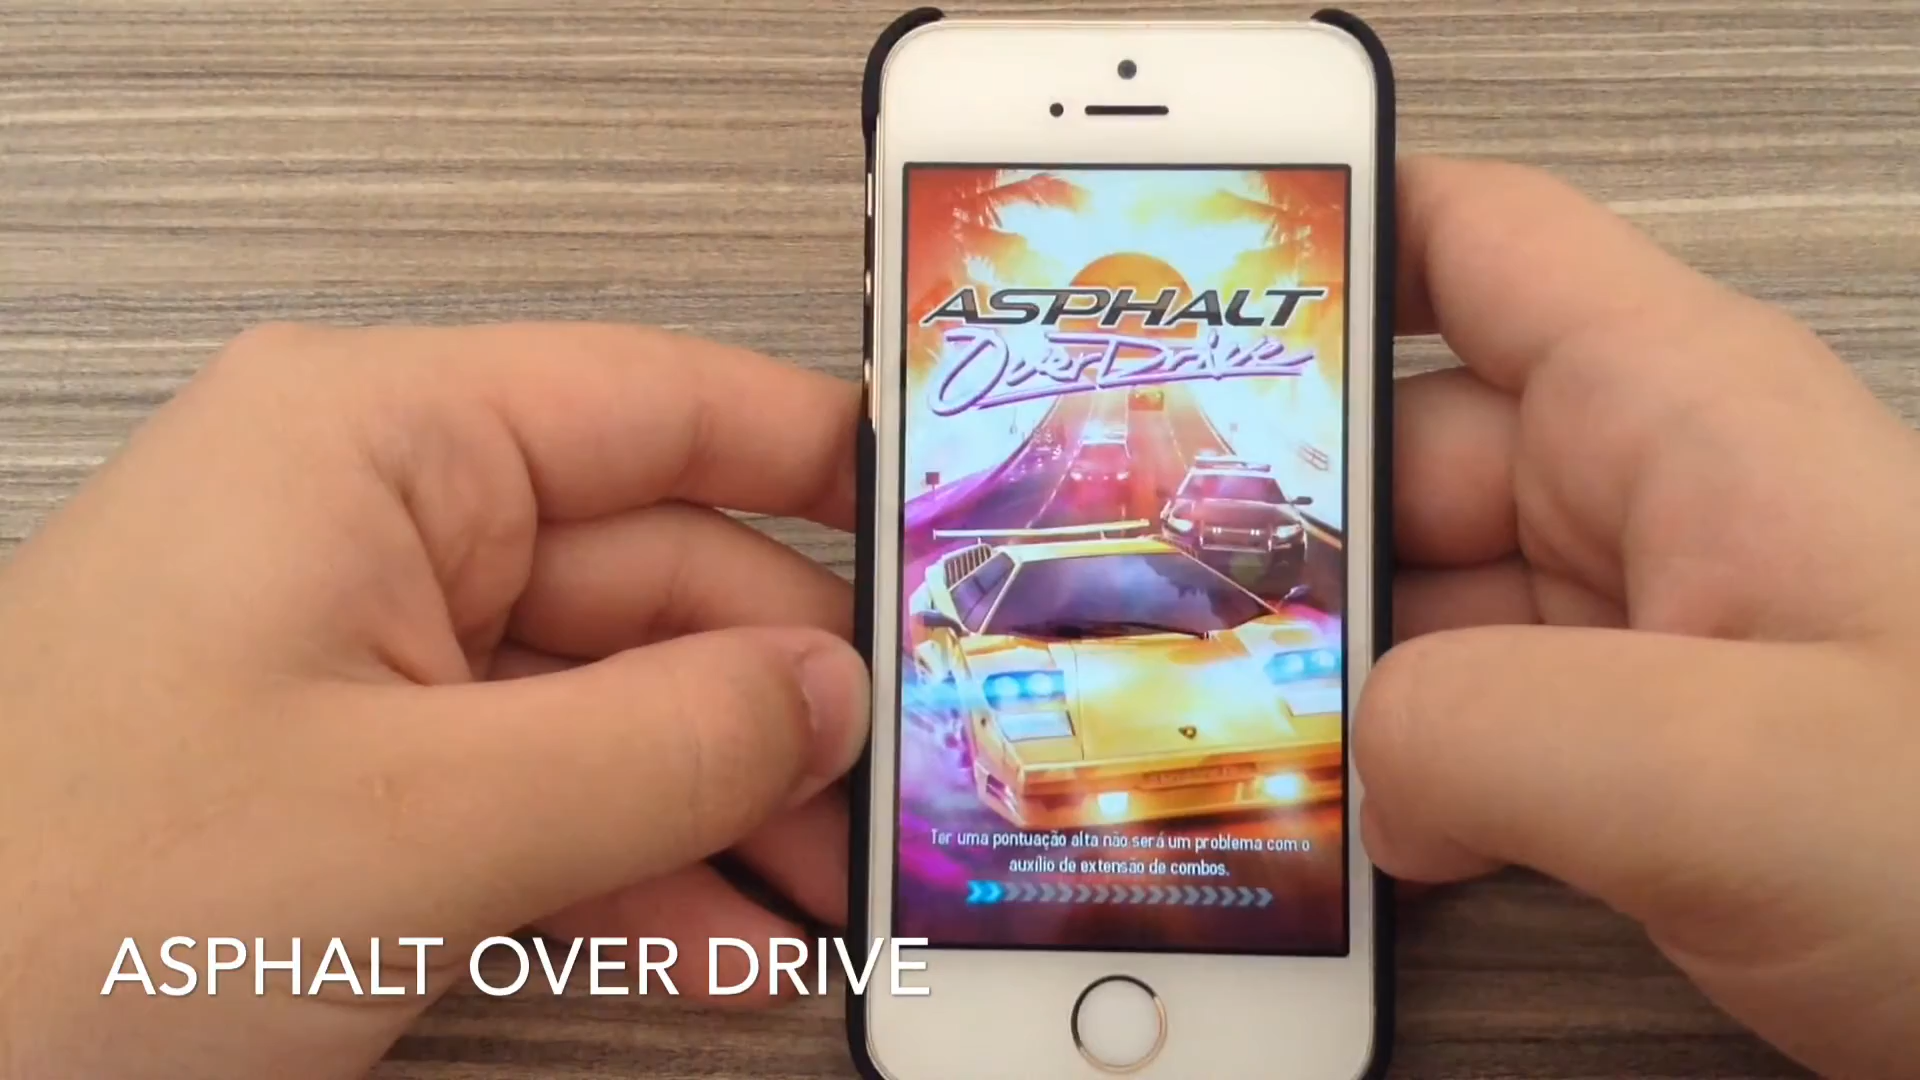 ASPHALT
OverDrive
Ter uma pontuação alta não será um problema com o
auxílio de extensão de combos.
ASPHALT OVER DRIVE